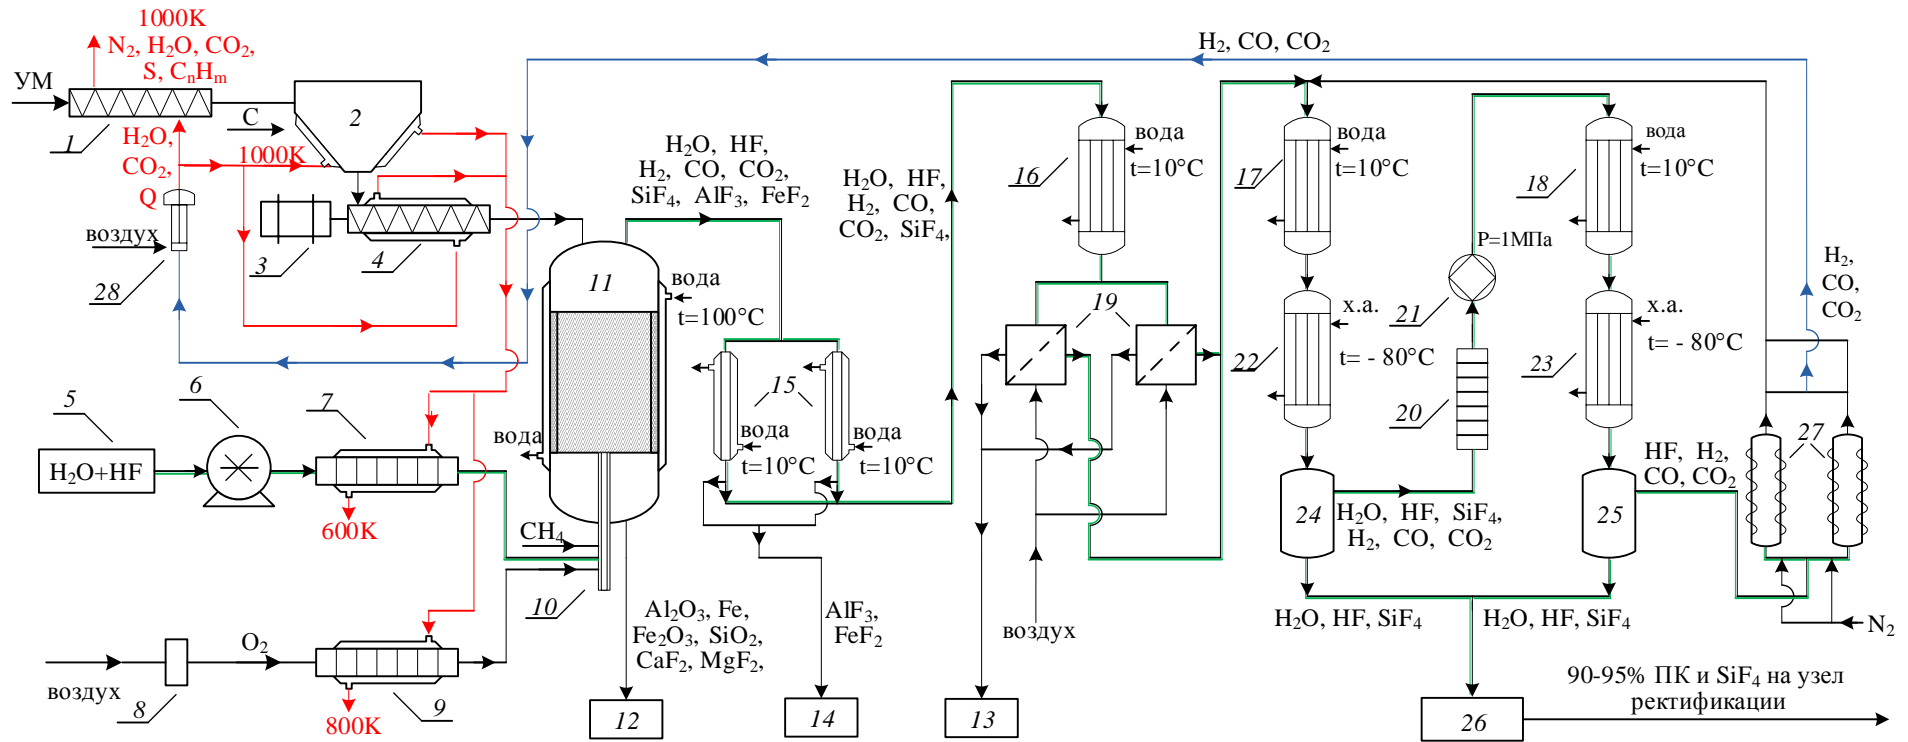 1000K
N₂, H₂O, CO₂,
S, CₙHₘ
УМ
1
H₂O,
CO₂,
Q
C
1000K
2
воздух
28
3
4
H₂, CO, CO₂
H₂O, HF,
H₂, CO, CO₂,
SiF₄, AlF₃, FeF₂
H₂O, HF,
H₂, CO,
CO₂, SiF₄,
5
H₂O+HF
6
7
600K
воздух
8
O₂
9
800K
CH₄
10
11
вода
t=100°C
вода
15
вода
t=10°C
вода
t=10°C
Al₂O₃, Fe,
Fe₂O₃, SiO₂,
CaF₂, MgF₂,
12
AlF₃,
FeF₂
14
16
вода
t=10°C
19
воздух
13
17
вода
t=10°C
22
х.а.
t= - 80°C
24
H₂O, HF, SiF₄,
H₂, CO, CO₂
20
21
P=1МПа
18
вода
t=10°C
23
х.а.
t= - 80°C
25
HF, H₂,
CO, CO₂
27
H₂,
CO,
CO₂
N₂
H₂O, HF, SiF₄
H₂O, HF, SiF₄
26
90-95% ПК и SiF₄ на узел
ректификации